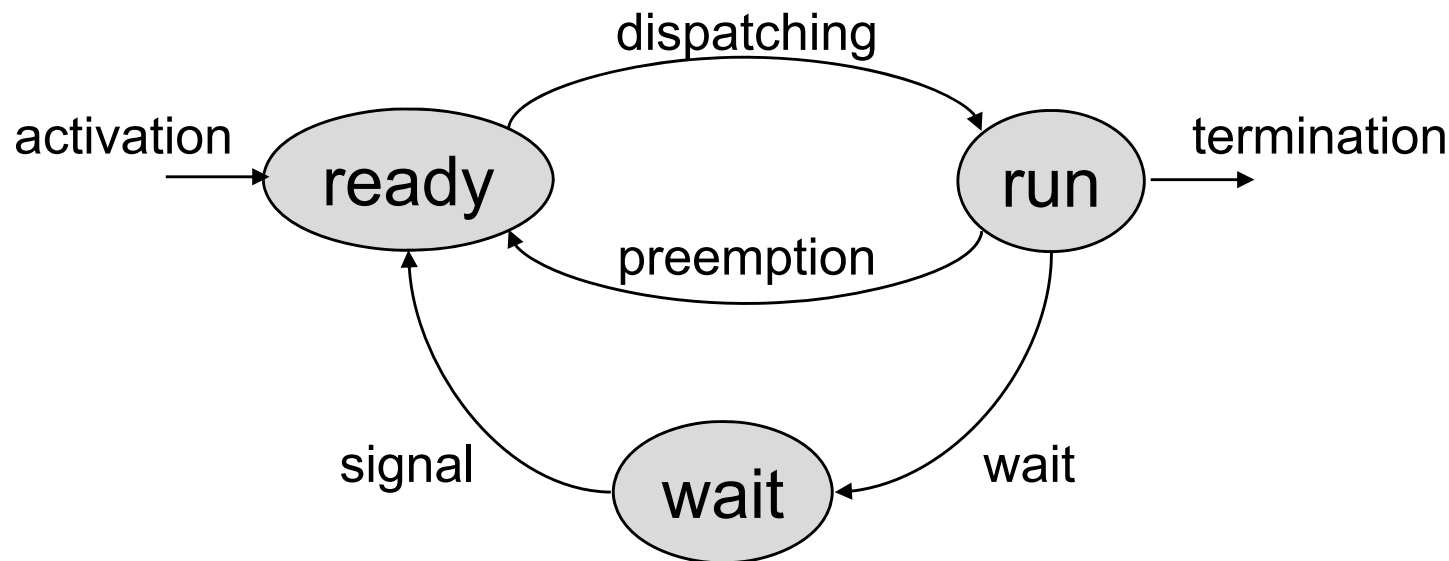 dispatching
activation
ready
run
termination
preemption
signal
wait
wait